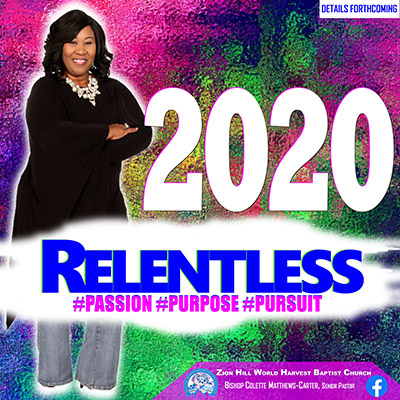 DETAILS FORTHCOMING
2020
RELENTLESS
#PASSION #PURPOSE #PURSUIT
ZION HILL WORLD HARVEST BAPTIST CHURCH
BISHOP COLETTE MATTHEWS-CARTER, SENIOR PASTOR